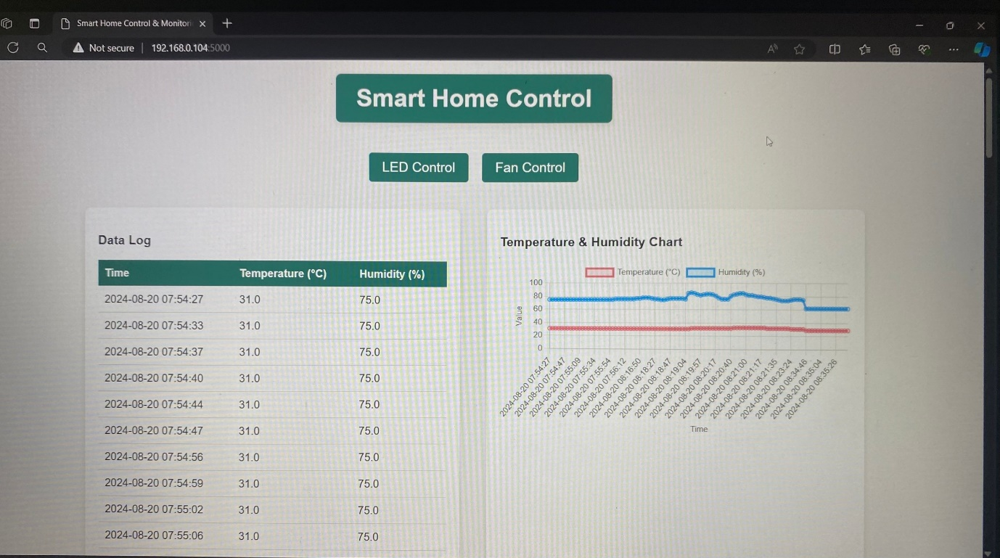 Smart Home Control & Monitori
Not secure | 192.168.0.104:5000
Smart Home Control
LED Control
Fan Control
Data Log
Time Temperature (°C) Humidity (%)
2024-08-20 07:54:27 31.0 75.0
2024-08-20 07:54:33 31.0 75.0
2024-08-20 07:54:37 31.0 75.0
2024-08-20 07:54:40 31.0 75.0
2024-08-20 07:54:44 31.0 75.0
2024-08-20 07:54:47 31.0 75.0
2024-08-20 07:54:56 31.0 75.0
2024-08-20 07:54:59 31.0 75.0
2024-08-20 07:55:02 31.0 75.0
2024-08-20 07:55:06 31.0 75.0
Temperature & Humidity Chart
Temperature (°C) Humidity (%)
100
80
60
40
20
0
Value
2024-08-20 07:54:27
2024-08-20 07:54:47
2024-08-20 07:55:09
2024-08-20 07:55:34
2024-08-20 07:55:54
2024-08-20 07:56:12
2024-08-20 08:16:50
2024-08-20 08:18:27
2024-08-20 08:18:47
2024-08-20 08:19:04
2024-08-20 08:19:57
2024-08-20 08:20:17
2024-08-20 08:20:40
2024-08-20 08:21:00
2024-08-20 08:21:17
2024-08-20 08:21:35
2024-08-20 08:23:24
2024-08-20 08:34:46
2024-08-20 08:35:04
2024-08-20 08:35:26
Time